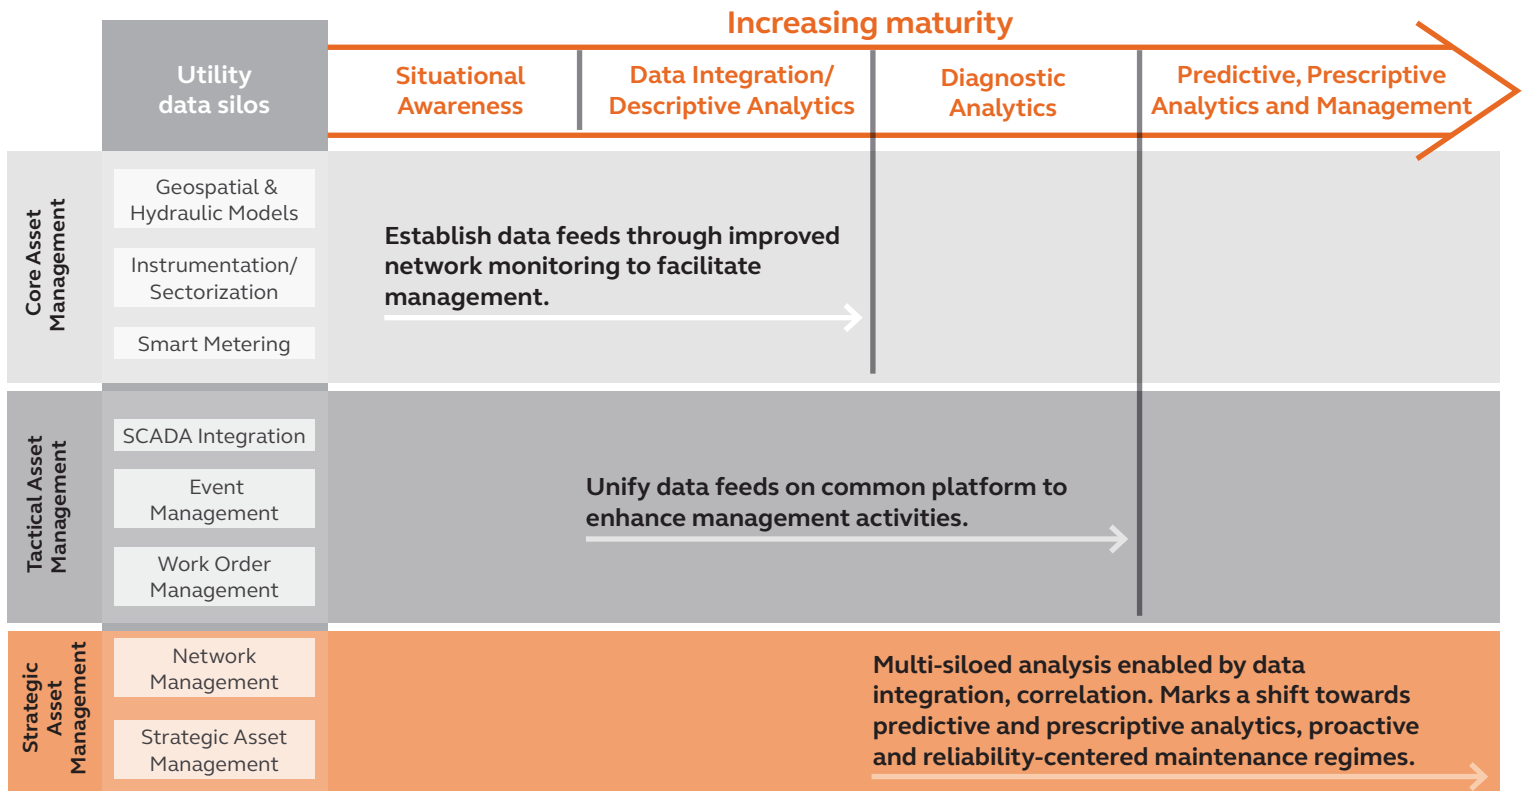 Increasing maturity
Utility
data silos
Situational
Awareness
Data Integration/
Descriptive Analytics
Diagnostic
Analytics
Predictive, Prescriptive
Analytics and Management
Core Asset
Management
Geospatial &
Hydraulic Models
Instrumentation/
Sectorization
Smart Metering
Establish data feeds through improved
network monitoring to facilitate
management.
Tactical Asset
Management
SCADA Integration
Event
Management
Work Order
Management
Unify data feeds on common platform to
enhance management activities.
Strategic
Asset
Management
Network
Management
Strategic Asset
Management
Multi-siloed analysis enabled by data
integration, correlation. Marks a shift towards
predictive and prescriptive analytics, proactive
and reliability-centered maintenance regimes.